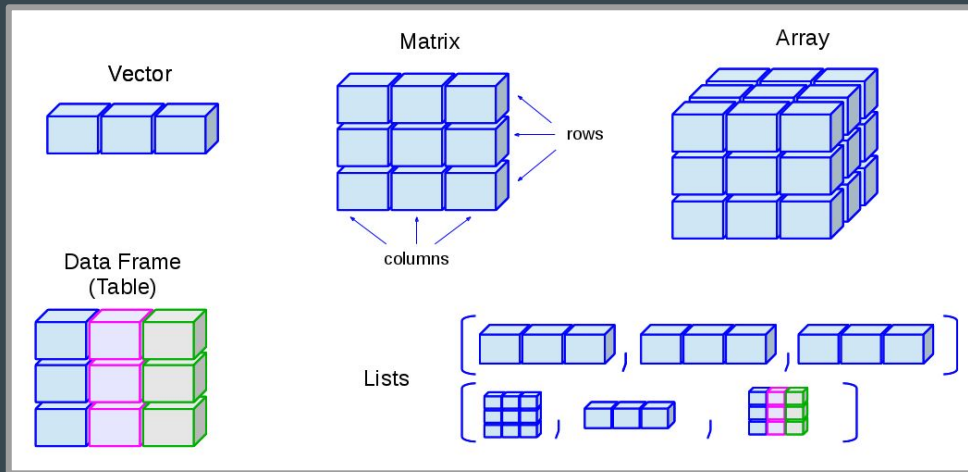 Vector
Matrix
Array
rows
columns
Data Frame
(Table)
Lists